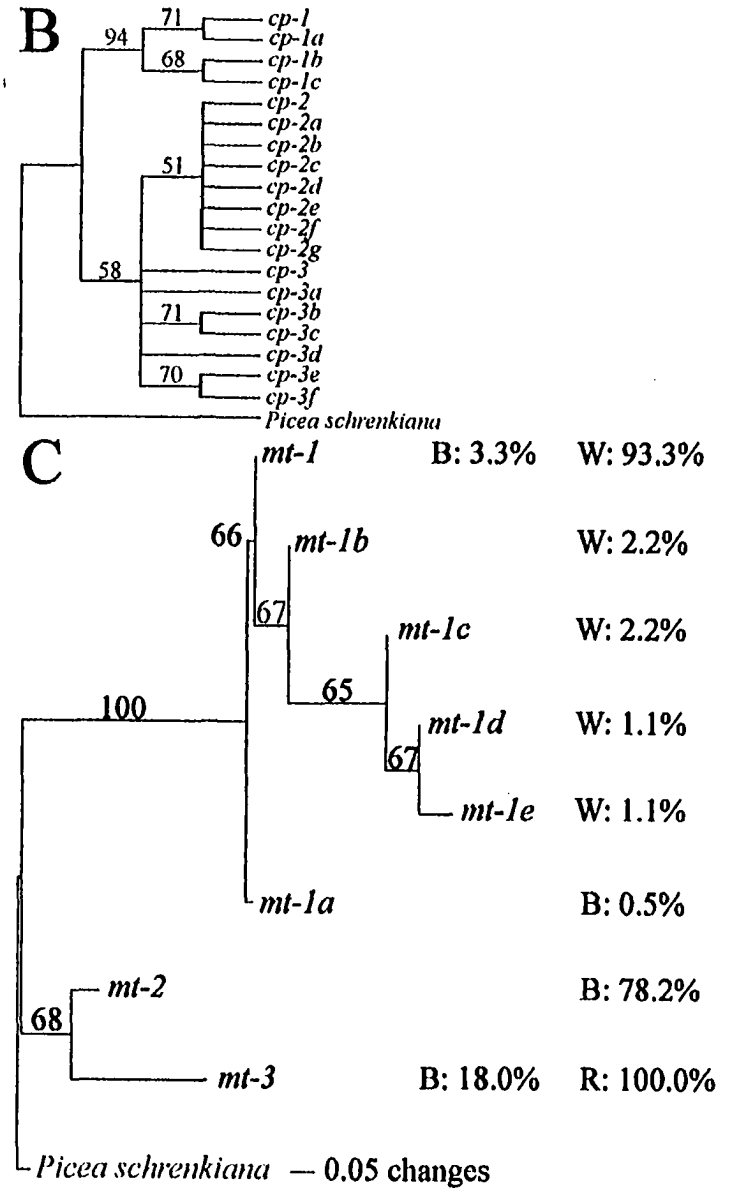 B
71
cp-1
cp-1a
94
68
cp-1b
cp-1c
cp-2
cp-2a
cp-2b
51
cp-2c
cp-2d
cp-2e
cp-2f
cp-2g
58
cp-3
cp-3a
71
cp-3b
cp-3c
cp-3d
70
cp-3e
cp-3f
Picea schrenkiana
C
mt-1 B: 3.3% W: 93.3%
66
mt-1b W: 2.2%
67
mt-1c W: 2.2%
65
100
mt-1d W: 1.1%
67
mt-1e W: 1.1%
mt-1a B: 0.5%
mt-2 B: 78.2%
68
mt-3 B: 18.0% R: 100.0%
Picea schrenkiana — 0.05 changes